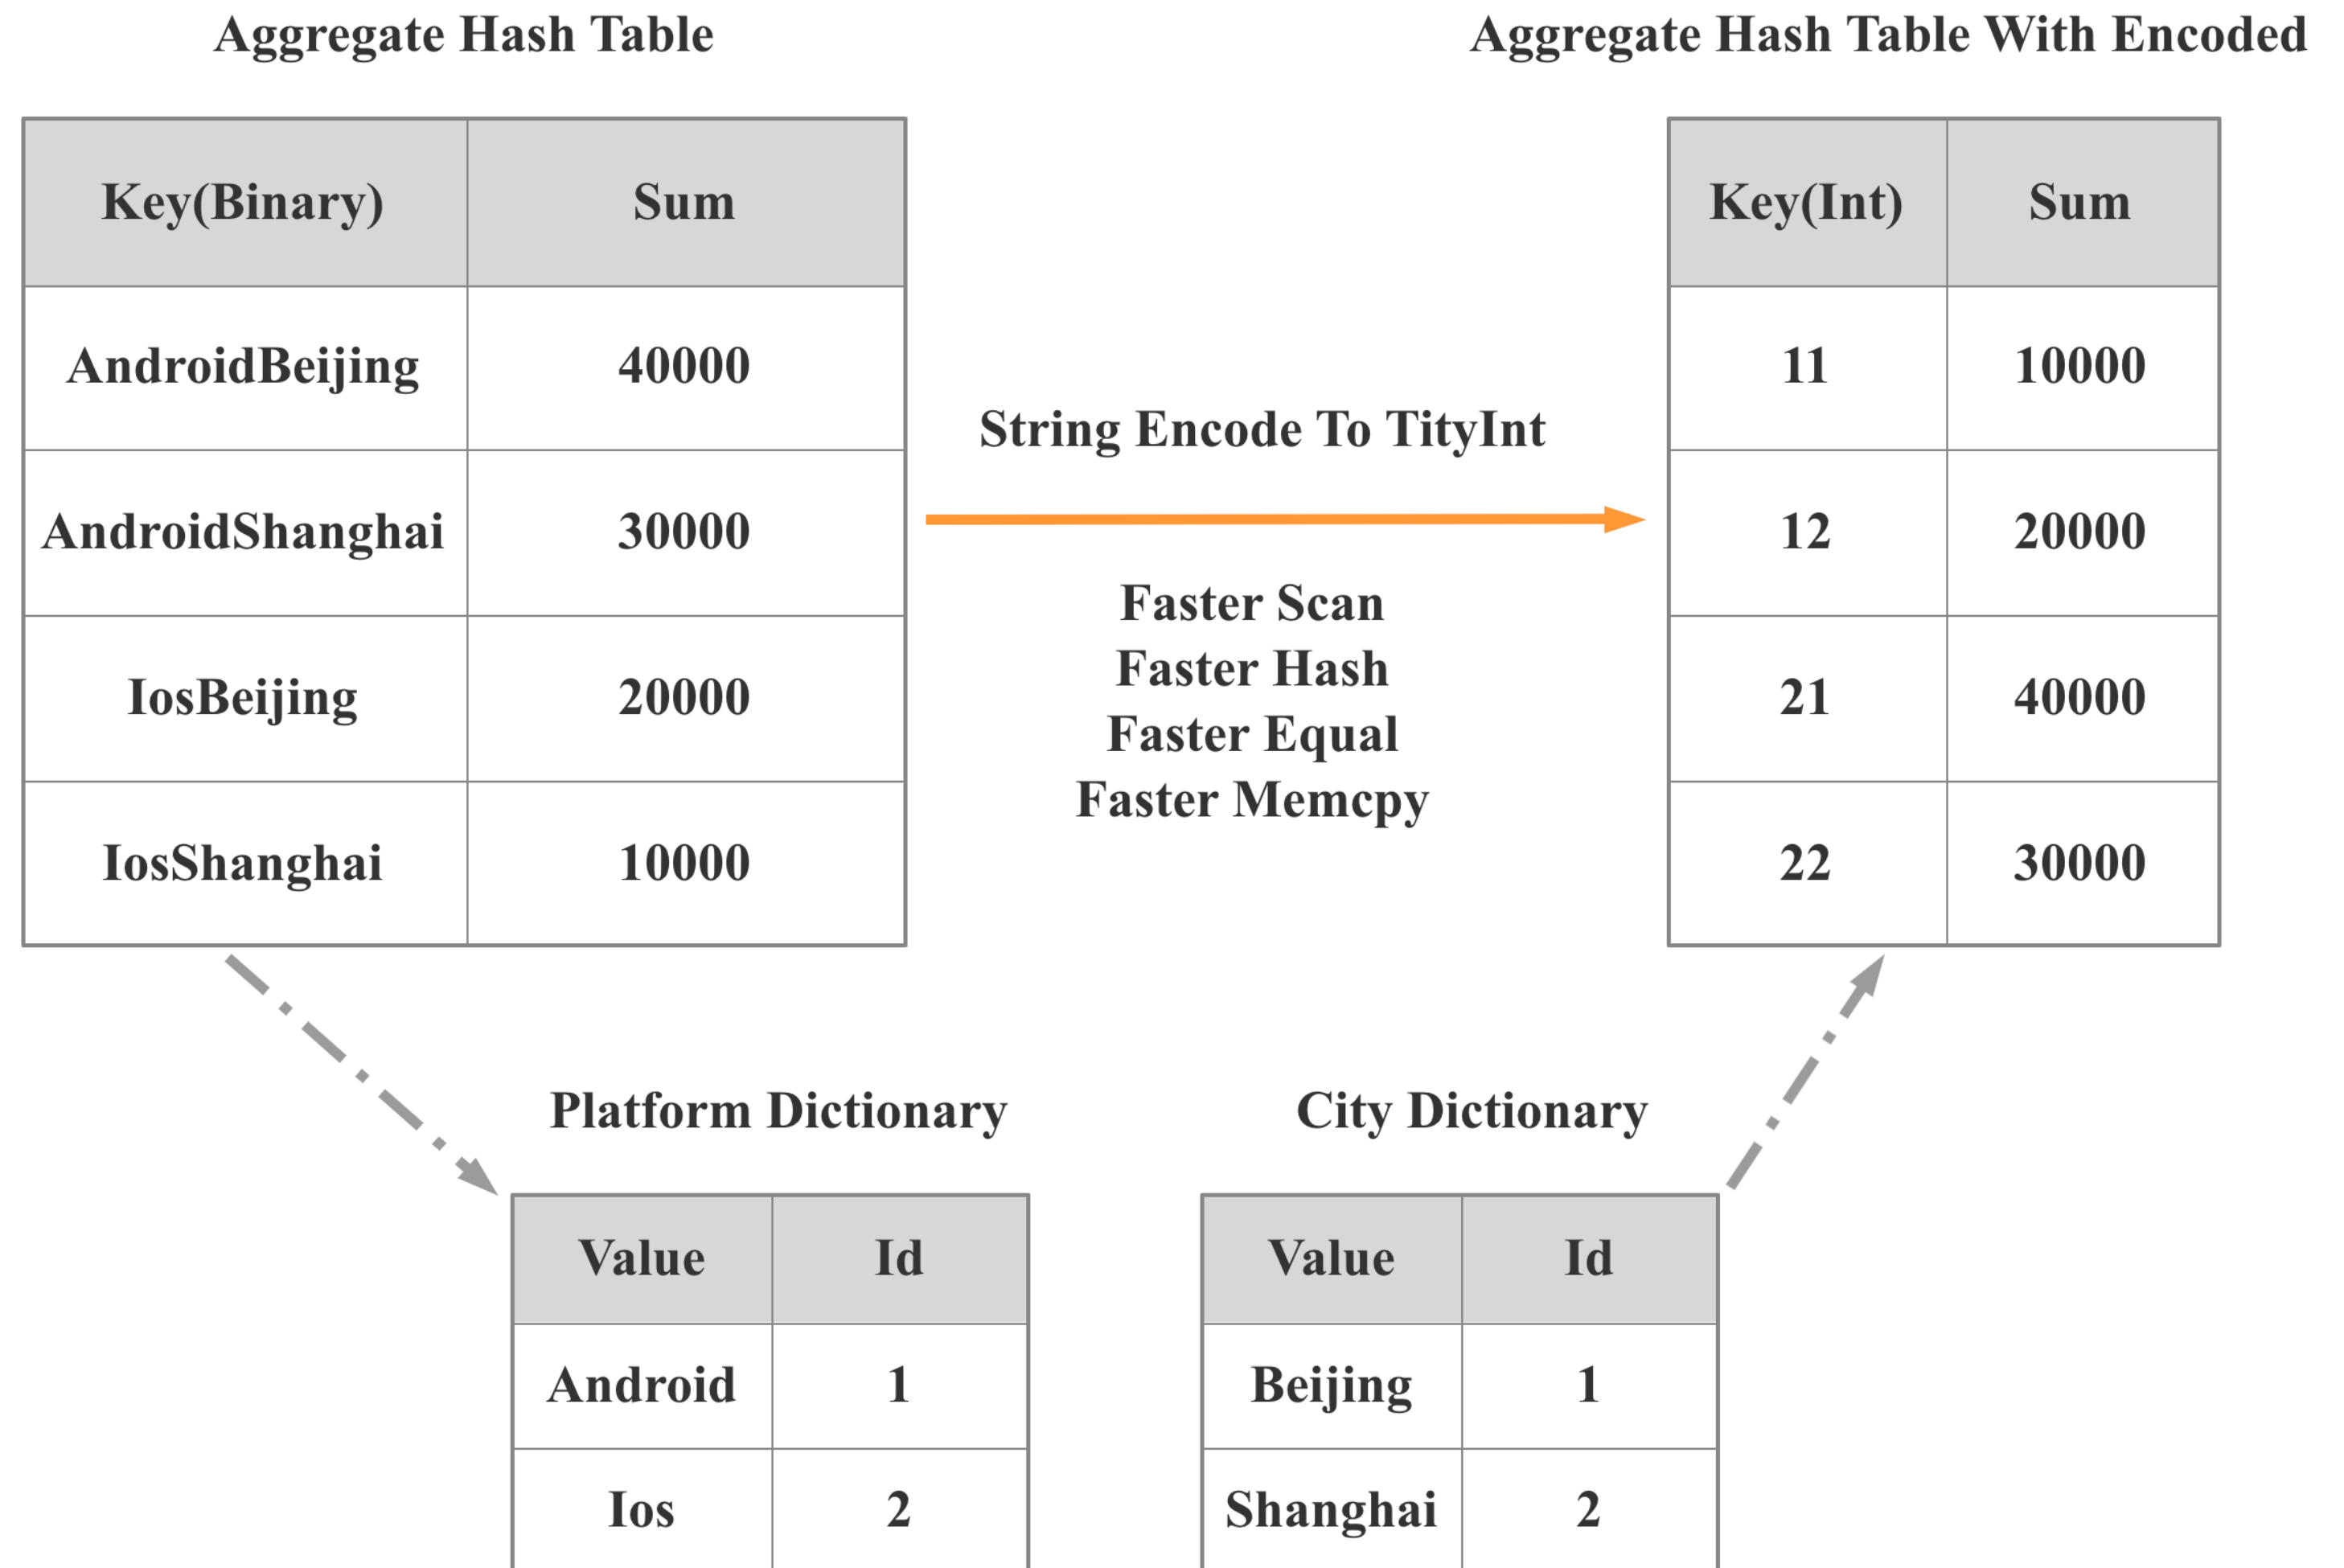 Aggregate Hash Table
Aggregate Hash Table With Encoded
Key(Binary) Sum
AndroidBeijing 40000
AndroidShanghai 30000
IosBeijing 20000
IosShanghai 10000
String Encode To TityInt
Faster Scan
Faster Hash
Faster Equal
Faster Memcpy
Key(Int) Sum
11 10000
12 20000
21 40000
22 30000
Platform Dictionary
Value Id
Android 1
Ios 2
City Dictionary
Value Id
Beijing 1
Shanghai 2